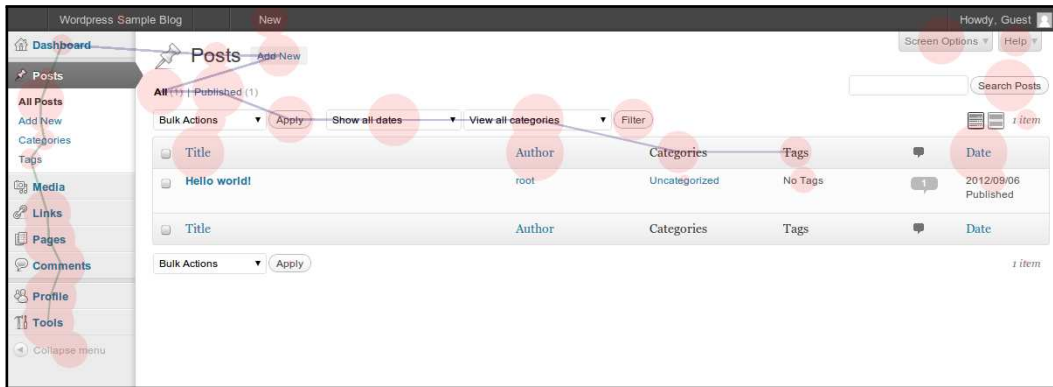 Wordpress Sample Blog New Howdy, Guest
Dashboard Screen Options Help
Posts Add New
Posts
All (1) | Published (1) Search Posts
All Posts
Add New Bulk Actions Apply Show all dates View all categories Filter 1 item
Categories
Tags Title Author Categories Tags Date
Media Hello world! root Uncategorized No Tags 1 2012/09/06
Published
Links
Pages Title Author Categories Tags Date
Comments Bulk Actions Apply 1 item
Profile
Tools
Collapse menu